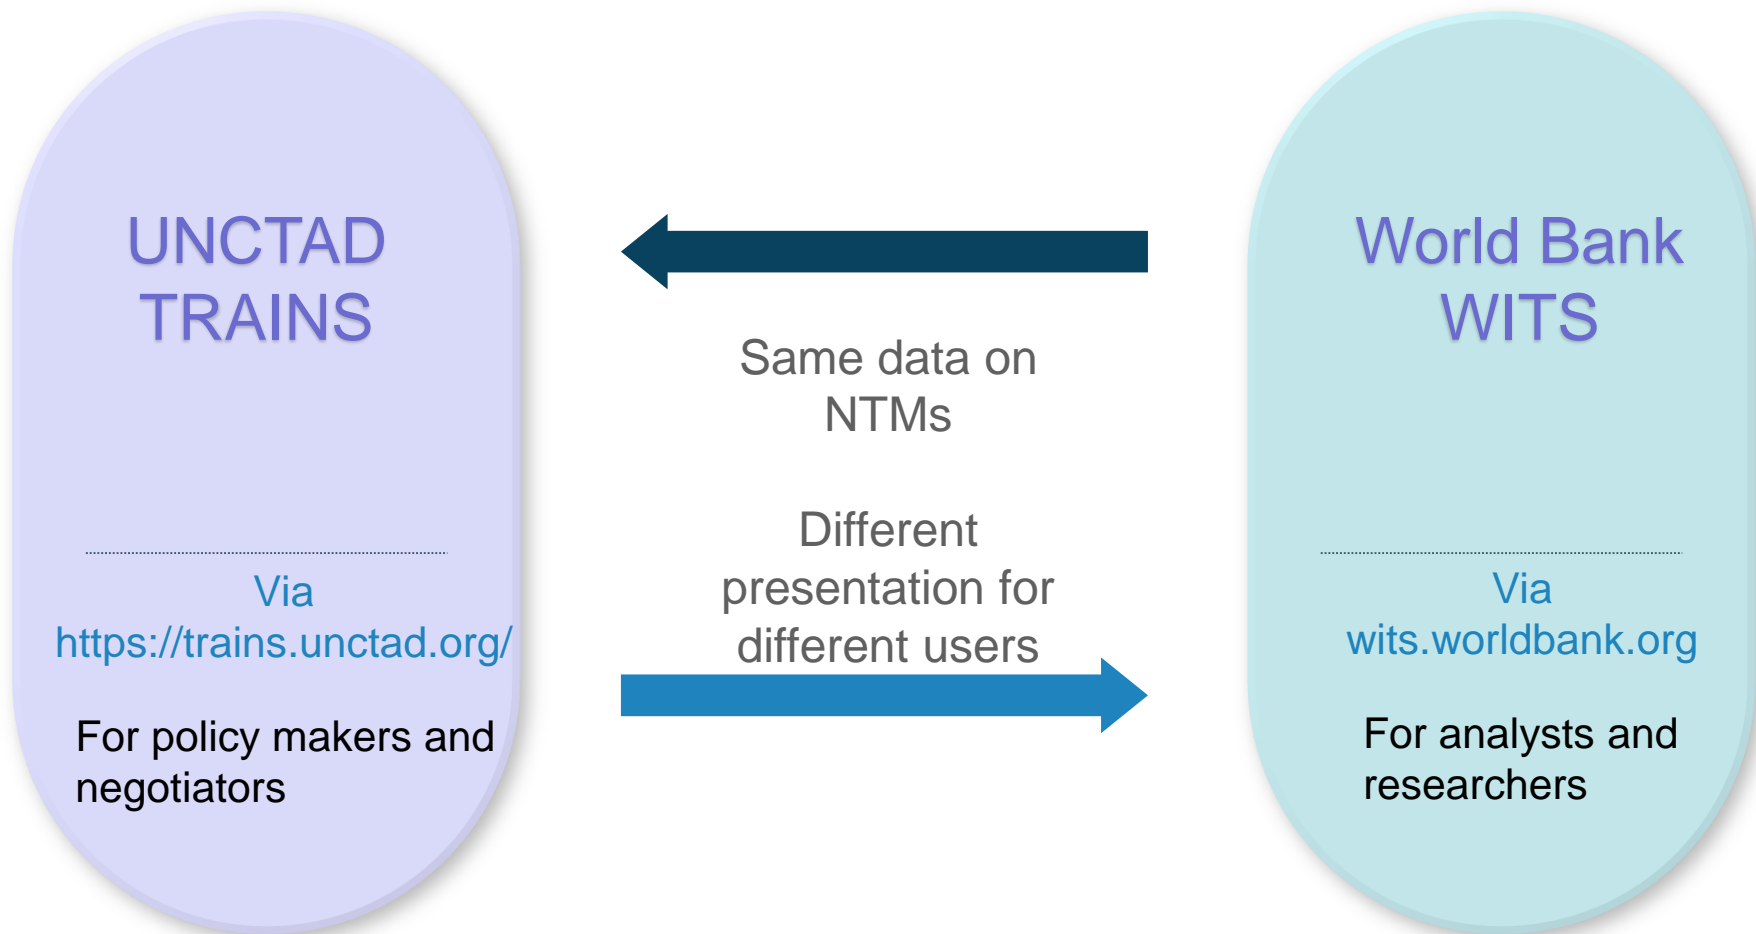 UNCTAD
TRAINS
Via
https://trains.unctad.org/
For policy makers and
negotiators
Same data on
NTMs
Different
presentation for
different users
World Bank
WITS
Via
wits.worldbank.org
For analysts and
researchers